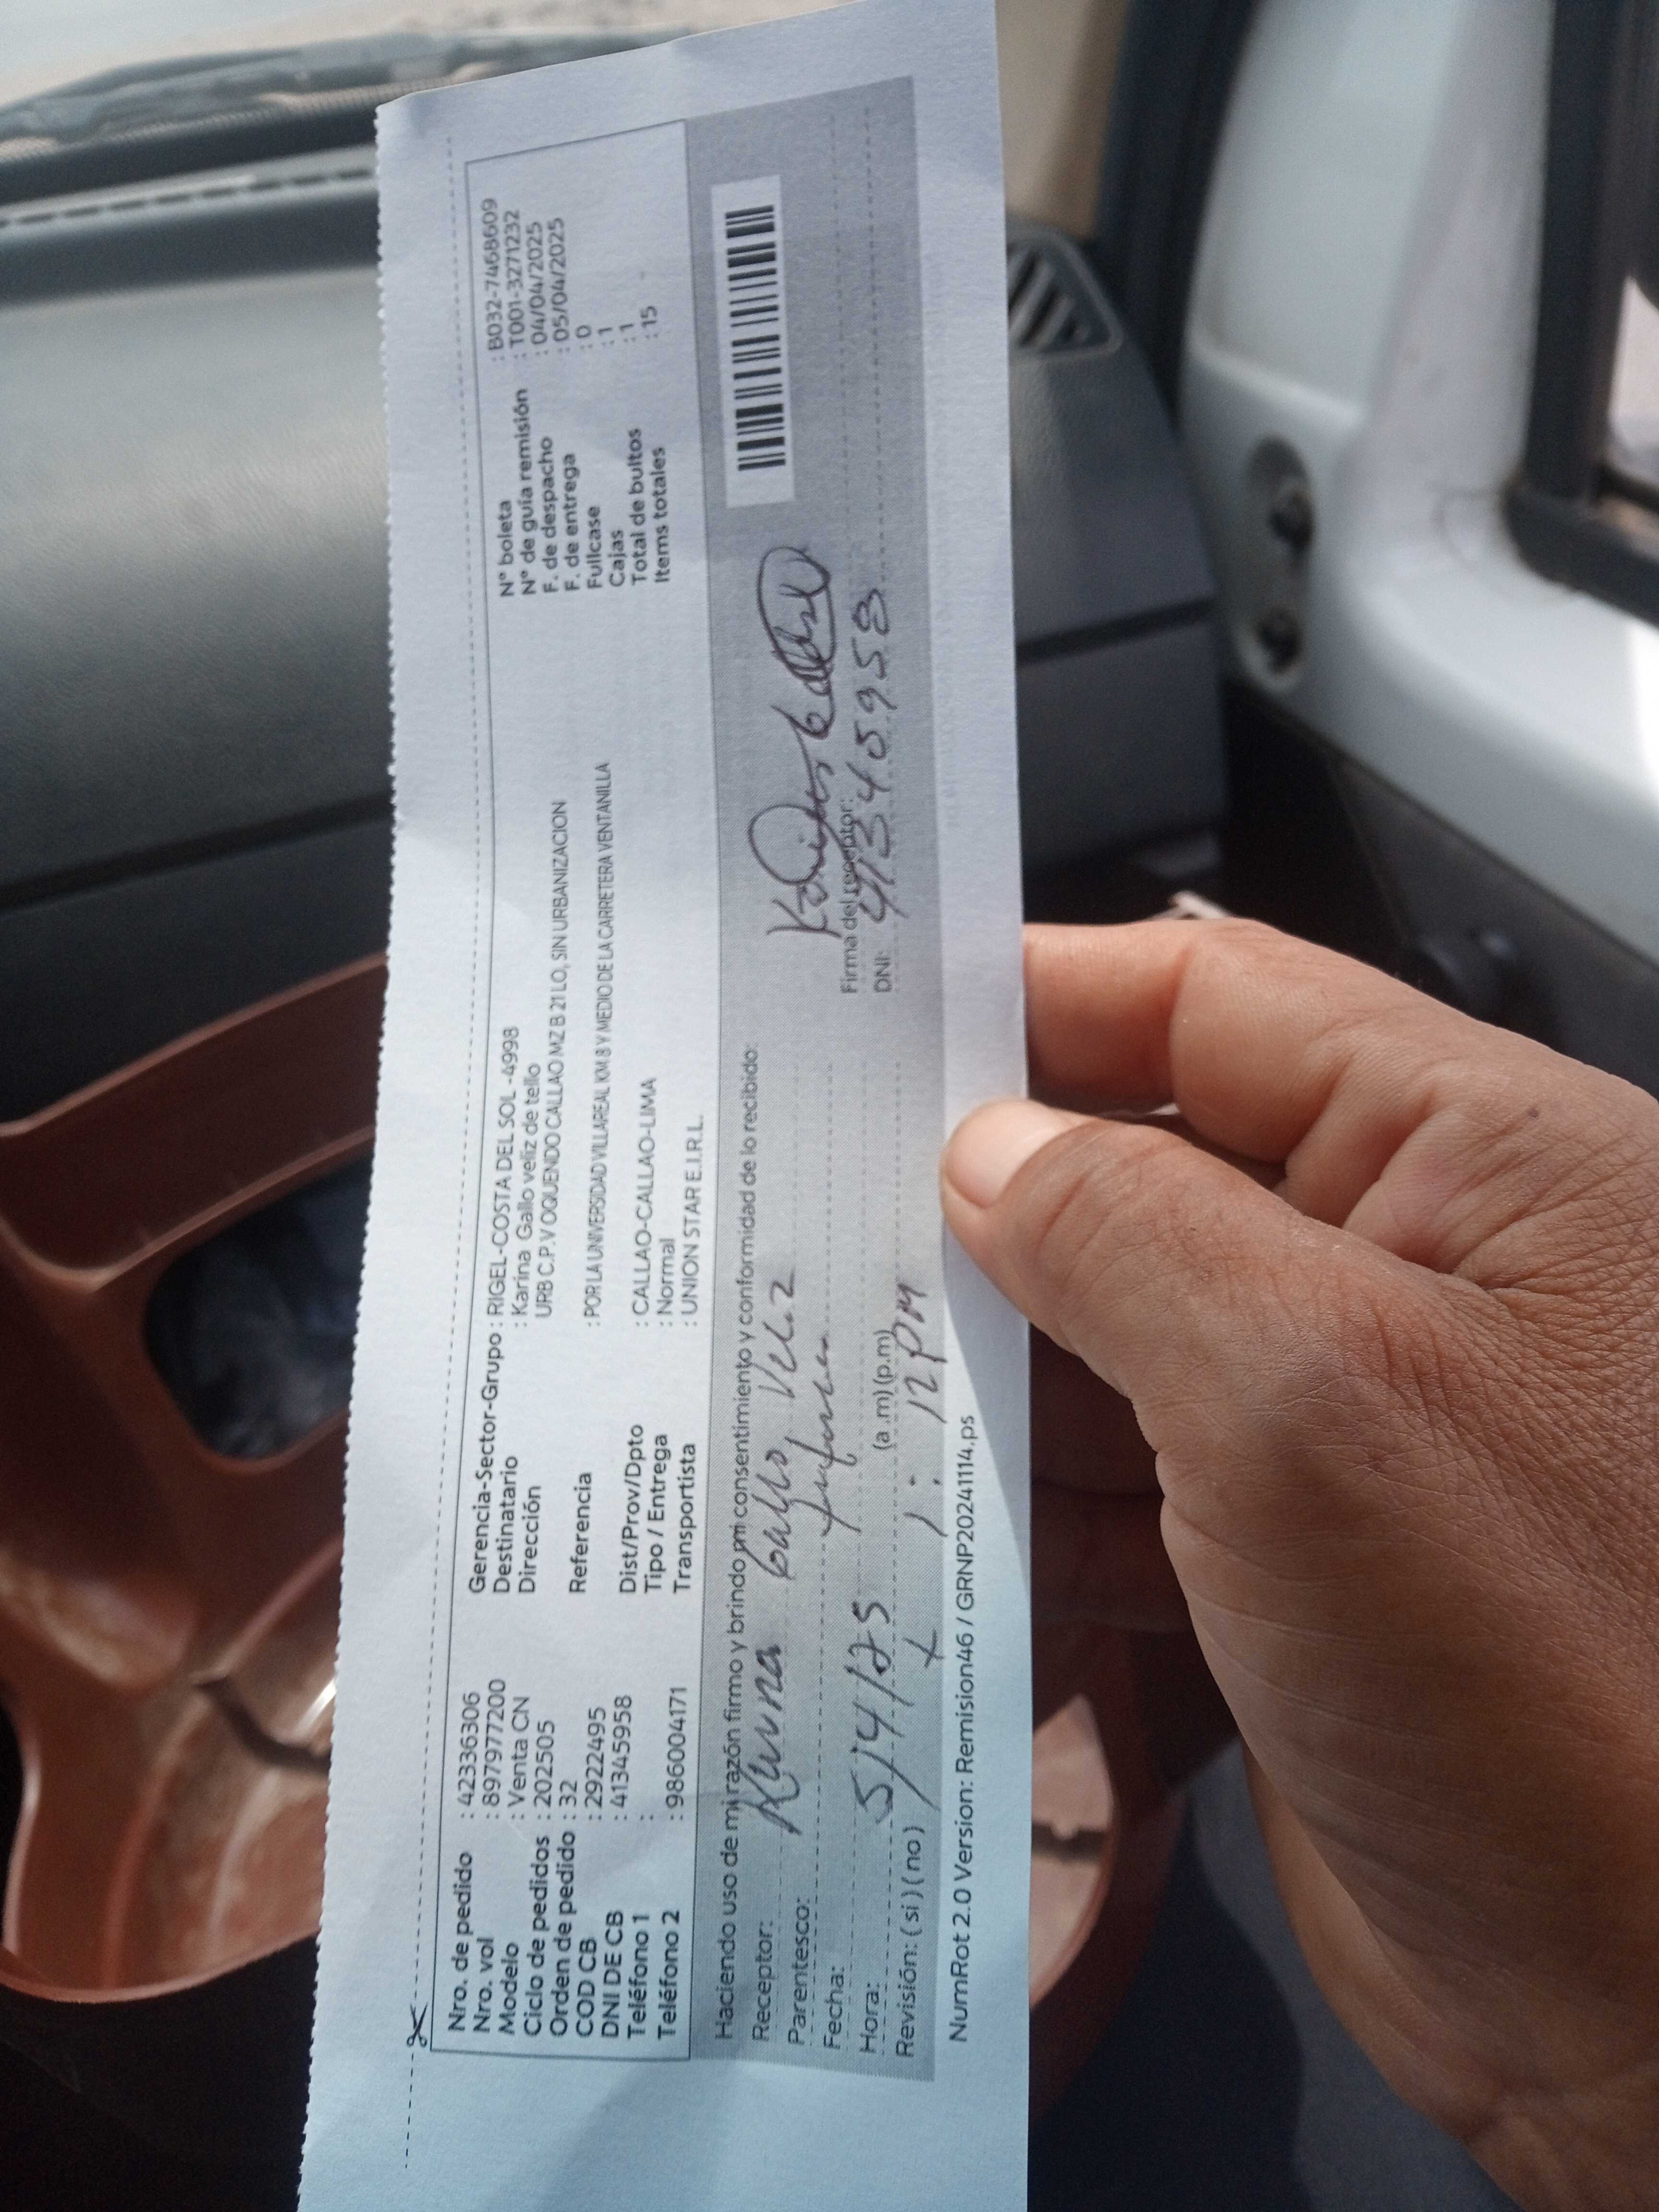 Nro. de pedido : 42336306
Nro. vol : 897977200
Modelo : Venta CN
Ciclo de pedidos : 202505
Orden de pedido : 32
COD CB : 2922495
DNI DE CB : 41345958
Teléfono 1 :
Teléfono 2 : 986004171
Gerencia-Sector-Grupo : RIGEL-COSTA DEL SOL -4998
Destinatario : Karina Gallo veliz de tello
Dirección URB C.P.V OQUENDO CALLAO MZ B 21 LO, SIN URBANIZACION
Referencia : POR LA UNIVERSIDAD VILLAREAL KM 8 Y MEDIO DE LA CARRETERA VENTANILLA
Dist/Prov/Dpto : CALLAO-CALLAO-LIMA
Tipo / Entrega : Normal
Transportista : UNION STAR E.I.R.L.
N° boleta : B032-7468609
N° de guía remisión : T001-3271232
F. de despacho : 04/04/2025
F. de entrega : 05/04/2025
Fullcase : 0
Cajas : 1
Total de bultos : 1
Items totales : 15
Haciendo uso de mi razón firmo y brindo mi consentimiento y conformidad de lo recibido:
Receptor: Karina Gallo Veliz
Parentesco:
Fecha: 5/4/25
Hora: (a.m) (p.m) 1:12 PM
Revisión: ( si ) ( no )
Firma del receptor:
DNI: 41345958
NumRot 2.0 Version: Remision46 / GRNP20241114.ps